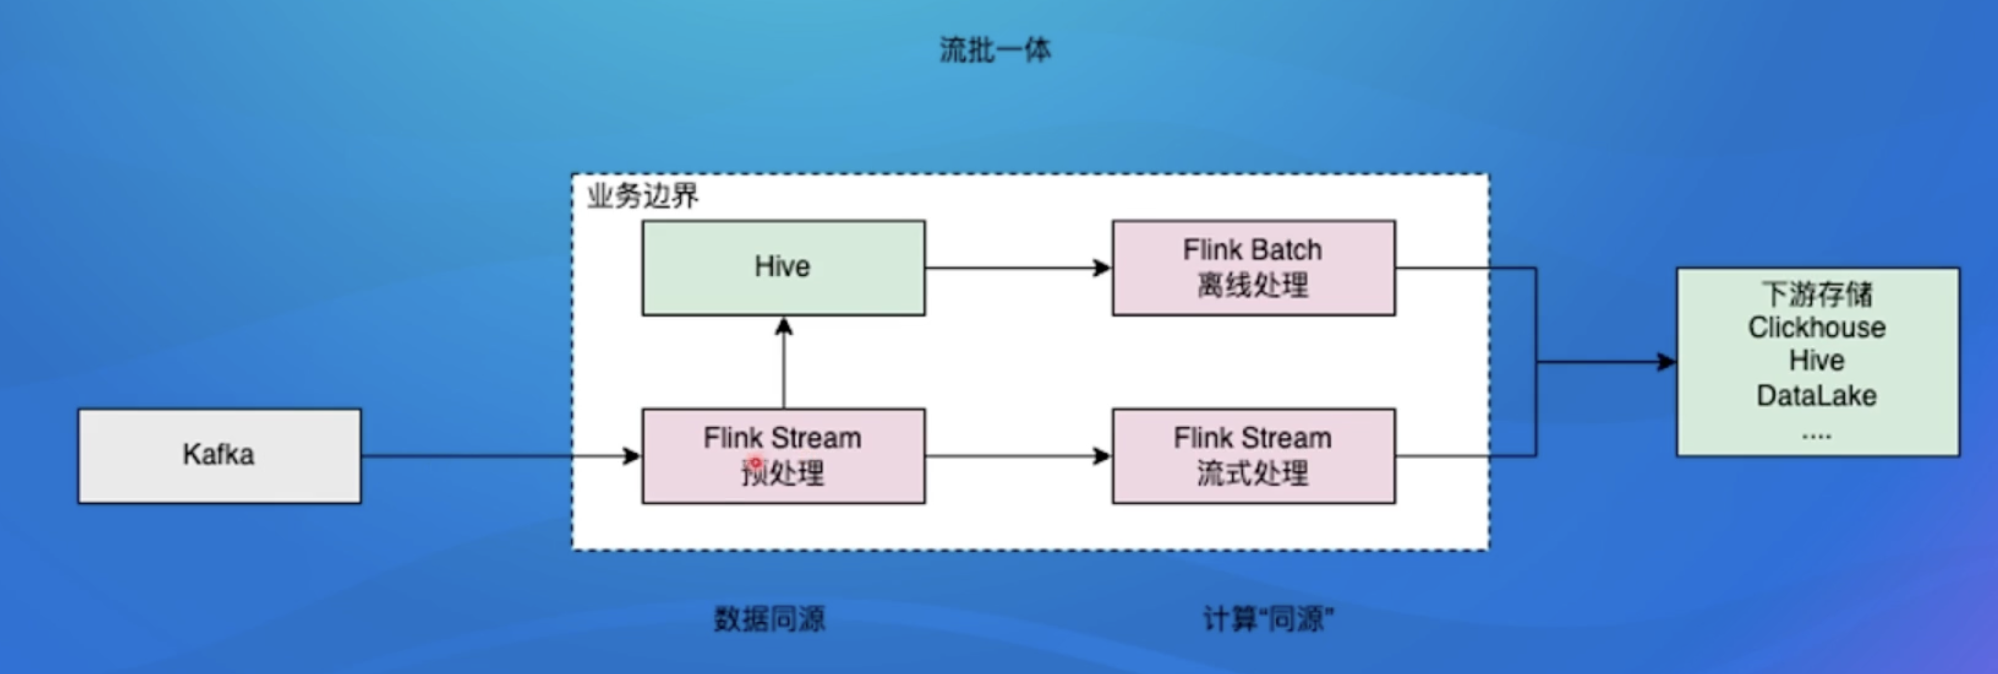 流批一体
业务边界
Hive
Flink Batch
离线处理
Kafka
Flink Stream
预处理
Flink Stream
流式处理
下游存储
Clickhouse
Hive
DataLake
....
数据同源
计算“同源”